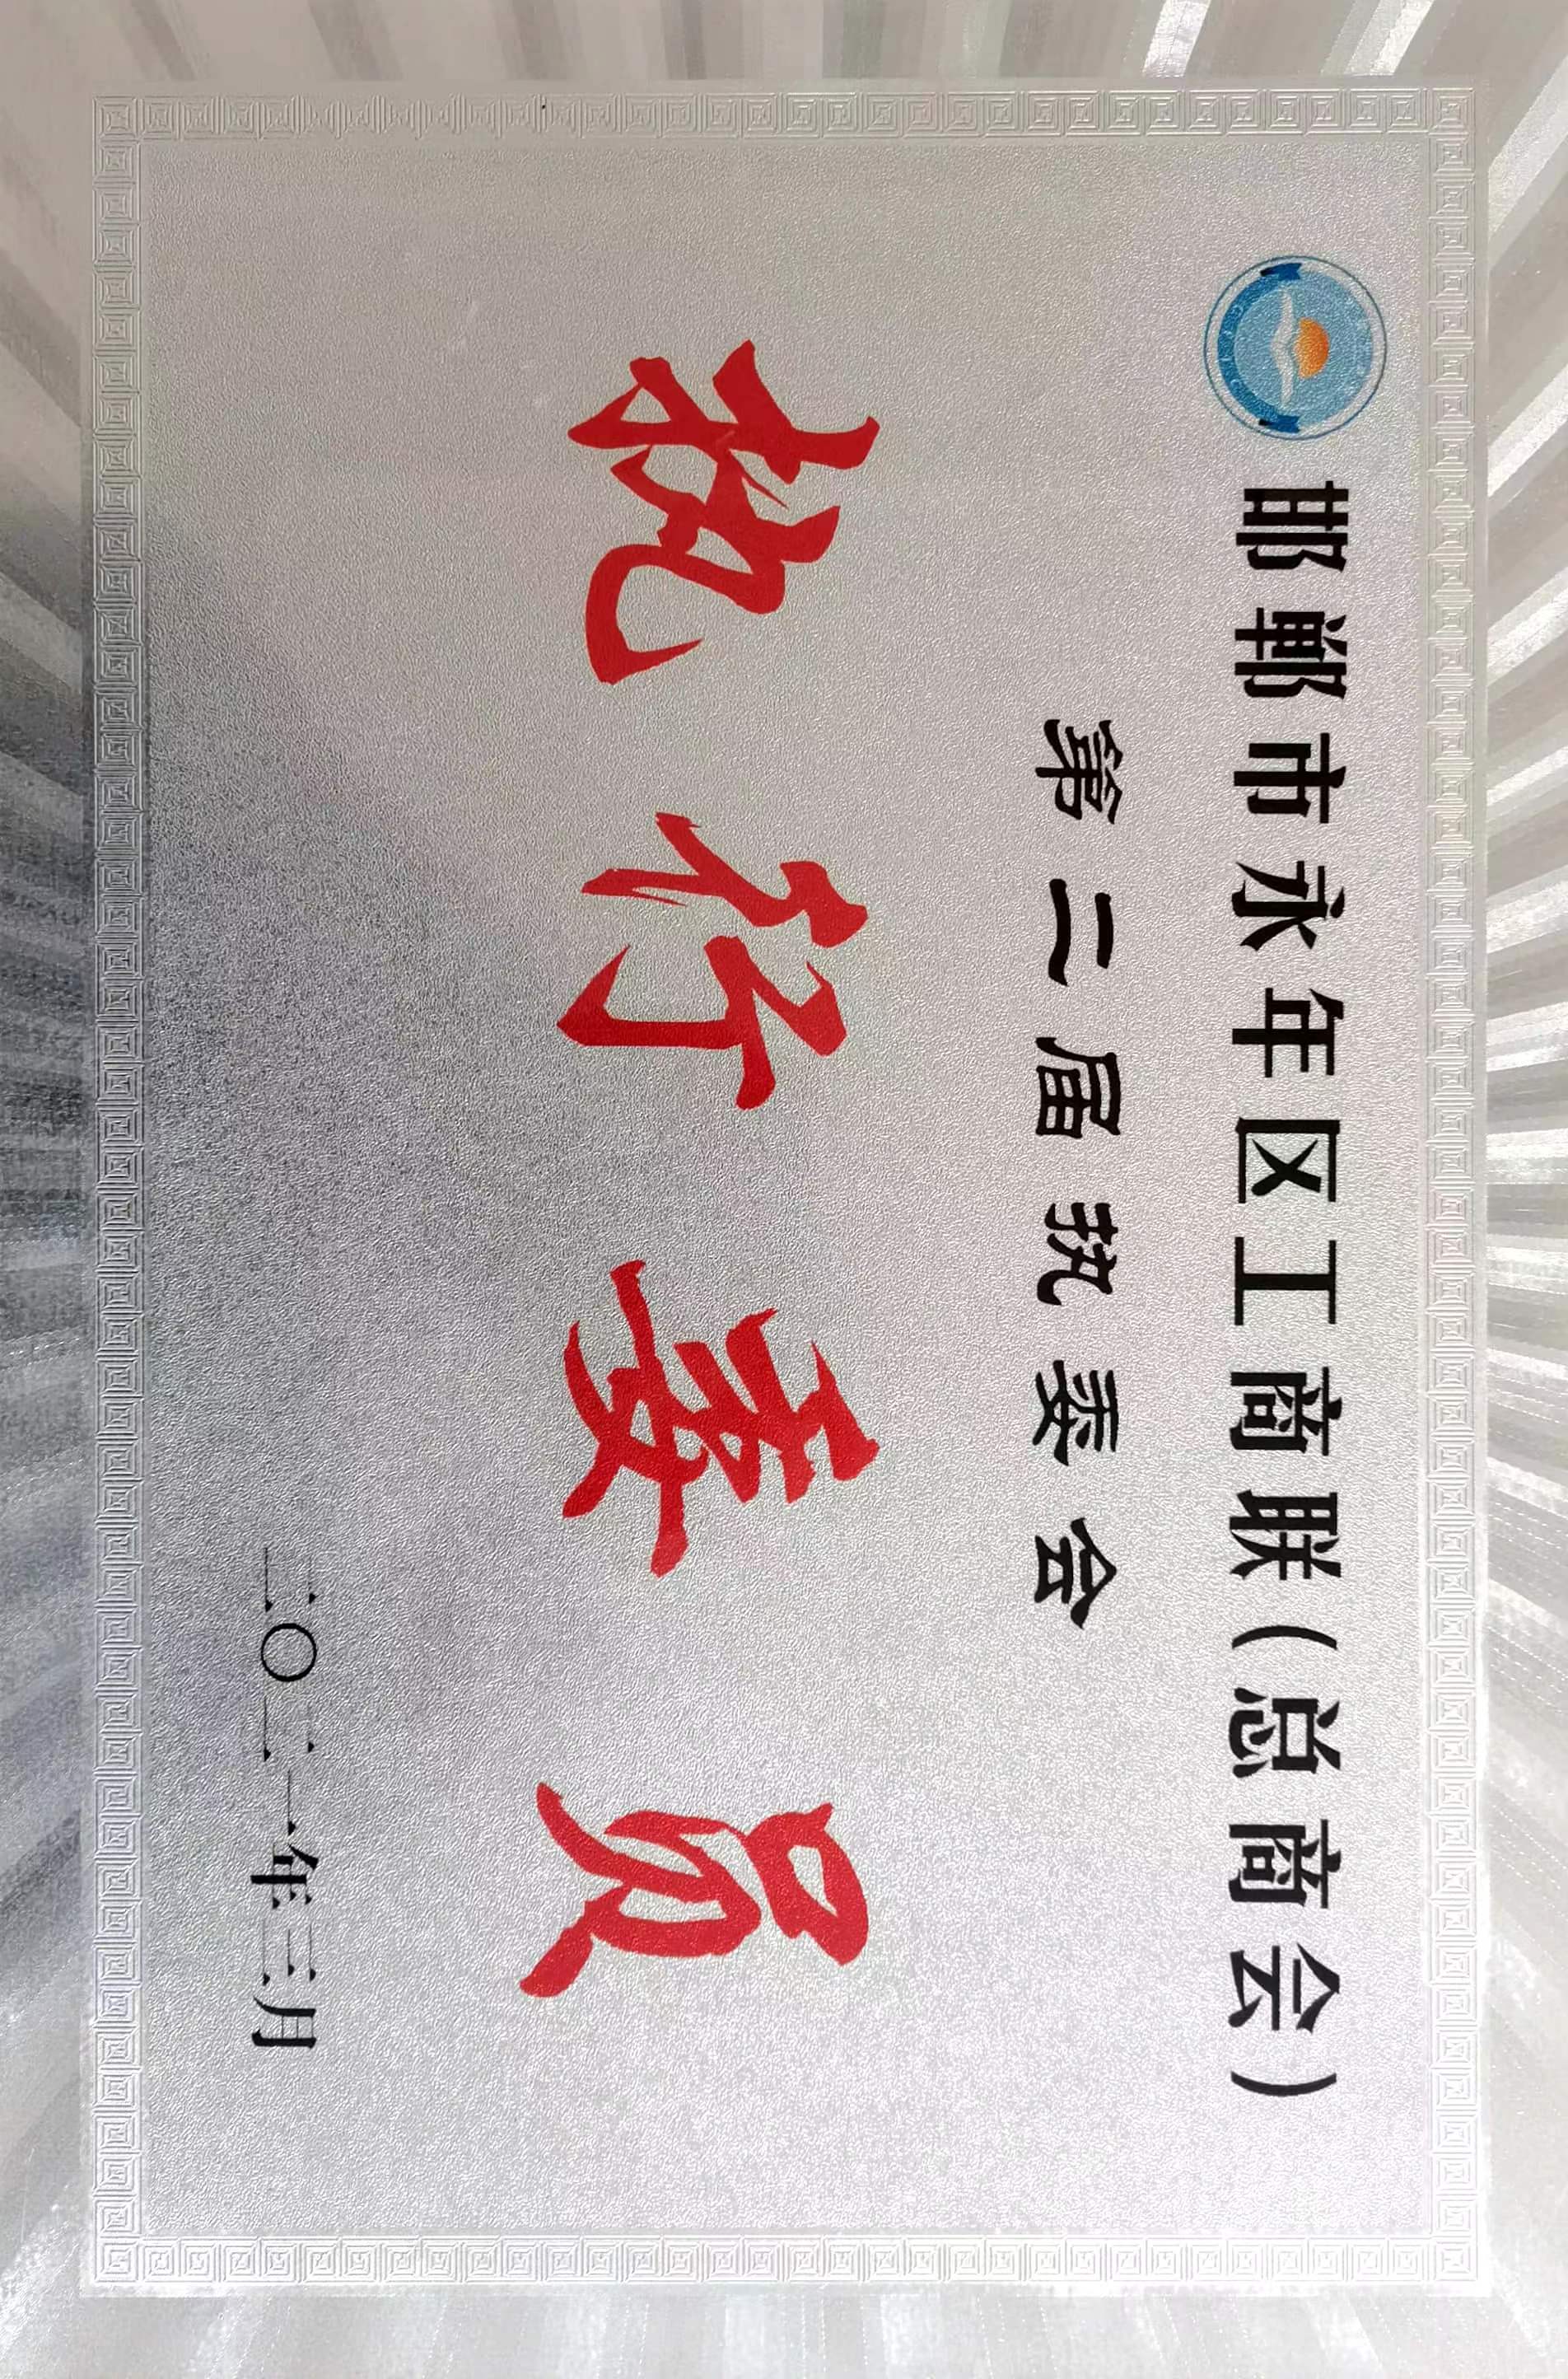 邯郸市永年区工商联（总商会）
第二届执委会
执行委员
二〇二一年三月